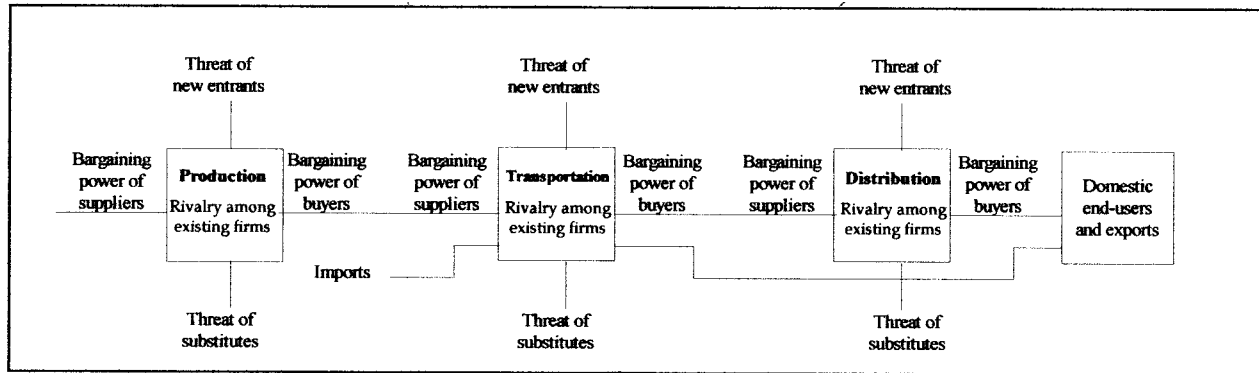 Threat of
new entrants
Threat of
new entrants
Threat of
new entrants
Bargaining
power of
suppliers
Production
Rivalry among
existing firms
Bargaining
power of
buyers
Bargaining
power of
suppliers
Transportation
Rivalry among
existing firms
Bargaining
power of
buyers
Bargaining
power of
suppliers
Distribution
Rivalry among
existing firms
Bargaining
power of
buyers
Domestic
end-users
and exports
Imports
Threat of
substitutes
Threat of
substitutes
Threat of
substitutes